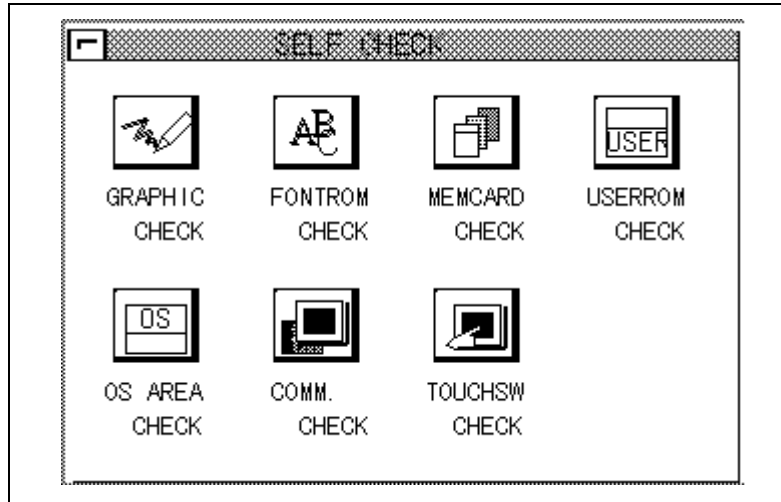 SELF CHECK
ABC
USER
GRAPHIC FONTROM MEMCARD USERROM
CHECK CHECK CHECK CHECK
OS
OS AREA COMM. TOUCHSW
CHECK CHECK CHECK